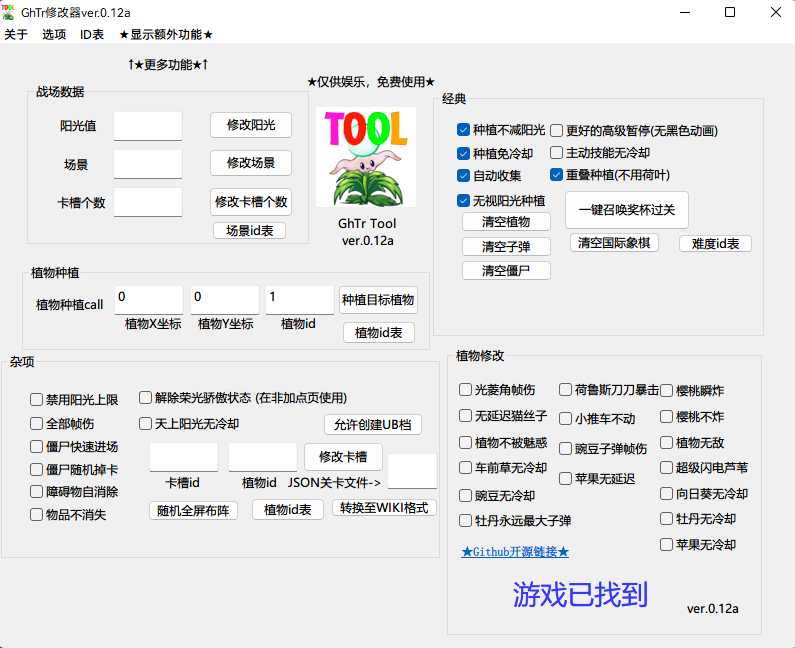 TOOL GhTr修改器ver.0.12a
关于 选项 ID表 ★显示额外功能★
↑★更多功能★↑
★仅供娱乐，免费使用★
战场数据
阳光值 修改阳光
场景 修改场景
卡槽个数 修改卡槽个数
场景id表
TOOL
GhTr Tool
ver.0.12a
经典
种植不减阳光 更好的高级暂停(无黑色动画)
种植免冷却 主动技能无冷却
自动收集 重叠种植(不用荷叶)
无视阳光种植
清空植物 一键召唤奖杯过关
清空子弹 清空国际象棋 难度id表
清空僵尸
植物种植
植物种植call 0 0 1 种植目标植物
植物X坐标 植物Y坐标 植物id 植物id表
杂项
禁用阳光上限 解除荣光骄傲状态 (在非加点页使用)
全部帧伤 天上阳光无冷却 允许创建UB档
僵尸快速进场
僵尸随机掉卡 修改卡槽
卡槽id 植物id JSON关卡文件->
障碍物自消除
物品不消失 随机全屏布阵 植物id表 转换至WIKI格式
植物修改
光菱角帧伤 荷鲁斯刀刀暴击 樱桃瞬炸
无延迟猫丝子 小推车不动 樱桃不炸
植物不被魅惑 豌豆子弹帧伤 植物无敌
车前草无冷却 苹果无延迟 超级闪电芦苇
豌豆无冷却 向日葵无冷却
牡丹永远最大子弹 牡丹无冷却
★Github开源链接★ 苹果无冷却
游戏已找到
ver.0.12a